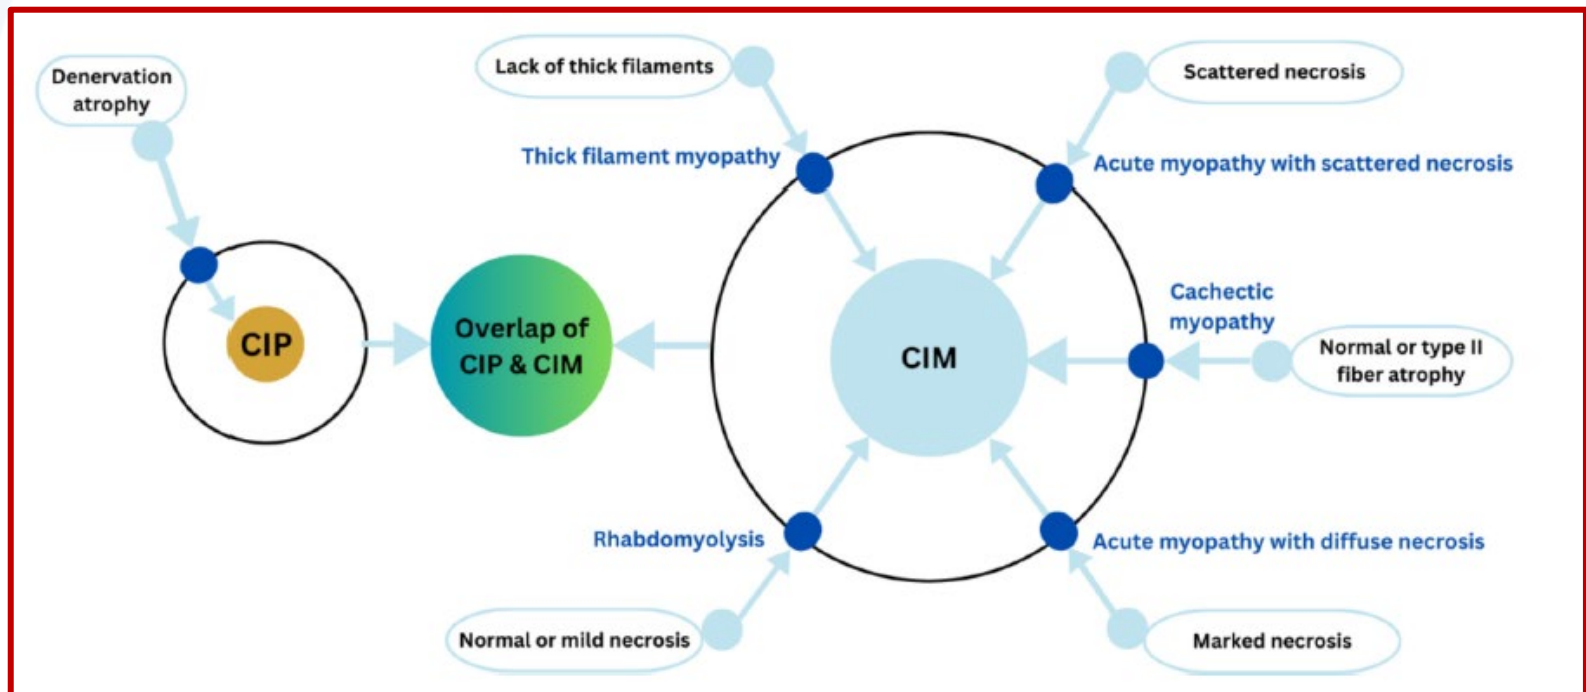 Denervation
atrophy
CIP
Overlap of
CIP & CIM
Lack of thick filaments
Thick filament myopathy
Scattered necrosis
Acute myopathy with scattered necrosis
CIM
Cachectic
myopathy
Normal or type II
fiber atrophy
Rhabdomyolysis
Normal or mild necrosis
Acute myopathy with diffuse necrosis
Marked necrosis